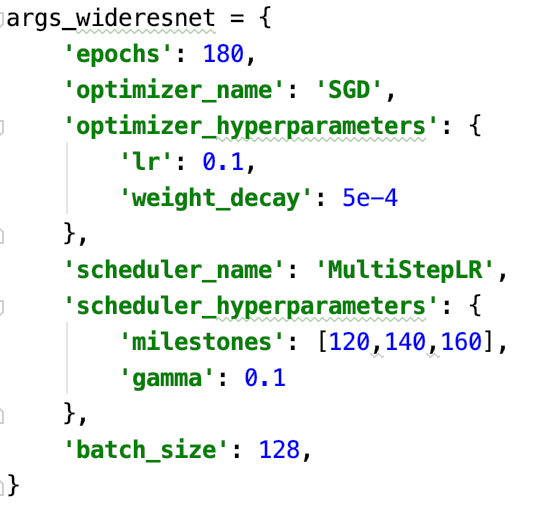 args_wideresnet = {
    'epochs': 180,
    'optimizer_name': 'SGD',
    'optimizer_hyperparameters': {
        'lr': 0.1,
        'weight_decay': 5e-4
    },
    'scheduler_name': 'MultiStepLR',
    'scheduler_hyperparameters': {
        'milestones': [120,140,160],
        'gamma': 0.1
    },
    'batch_size': 128,
}